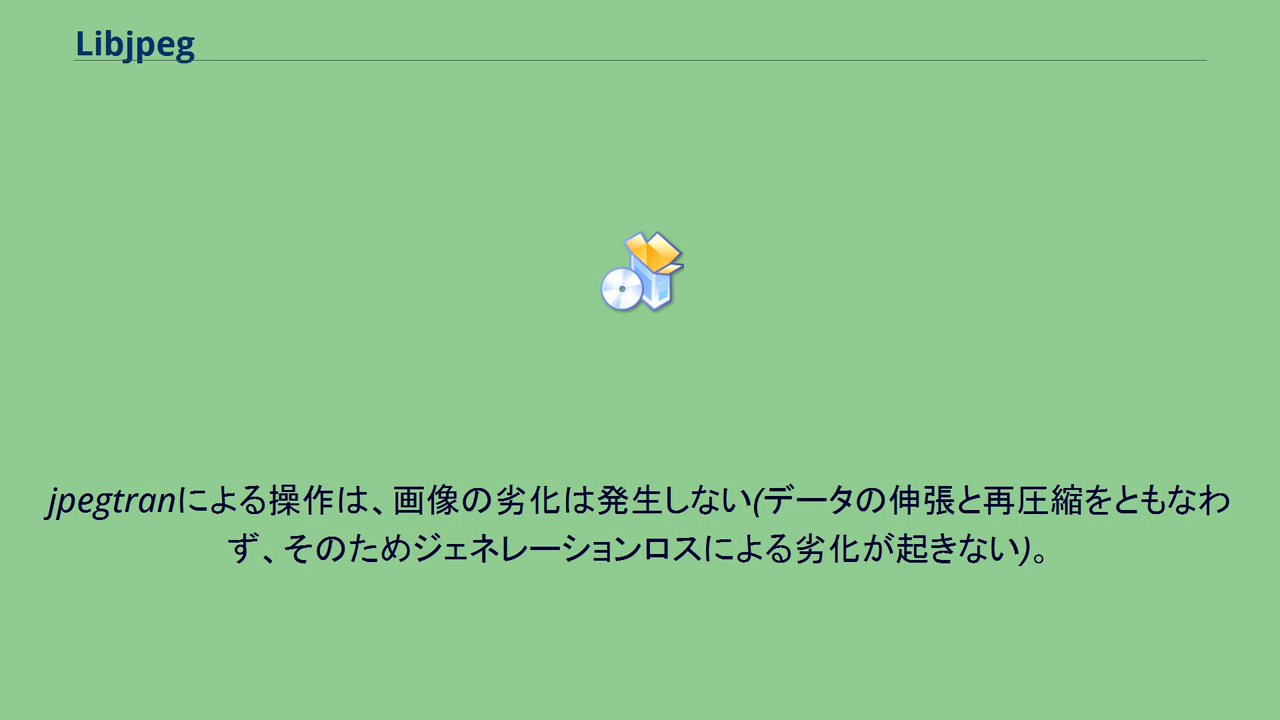 Libjpeg
jpegtranによる操作は、画像の劣化は発生しない(データの伸張と再圧縮をともなわ
ず、そのためジェネレーションロスによる劣化が起きない)。